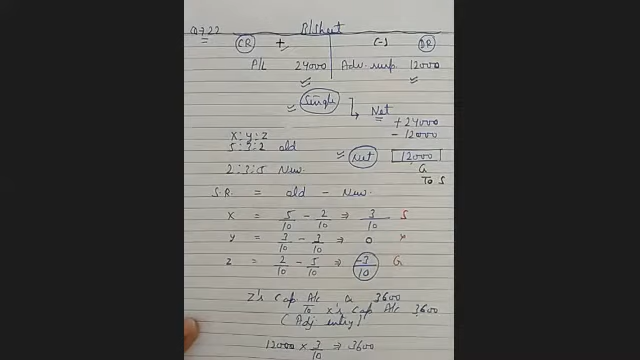 Q 22 B/Sheet
CR + (-) DR
P/L 24000 Adv. susp. 12000
Single Net
+ 24000
- 12000
X : Y : Z
5 : 3 : 2 old Net 12000
G
2 : 3 : 5 New. To S
S.R. = old - New.
X = 5/10 - 2/10 ⇒ 3/10 S
Y = 3/10 - 3/10 ⇒ 0 ×
Z = 2/10 - 5/10 ⇒ -3/10 G
Z's Cap A/c Dr 3600
To X's Cap A/c 3600
(Adj entry)
12000 × 3/10 ⇒ 3600